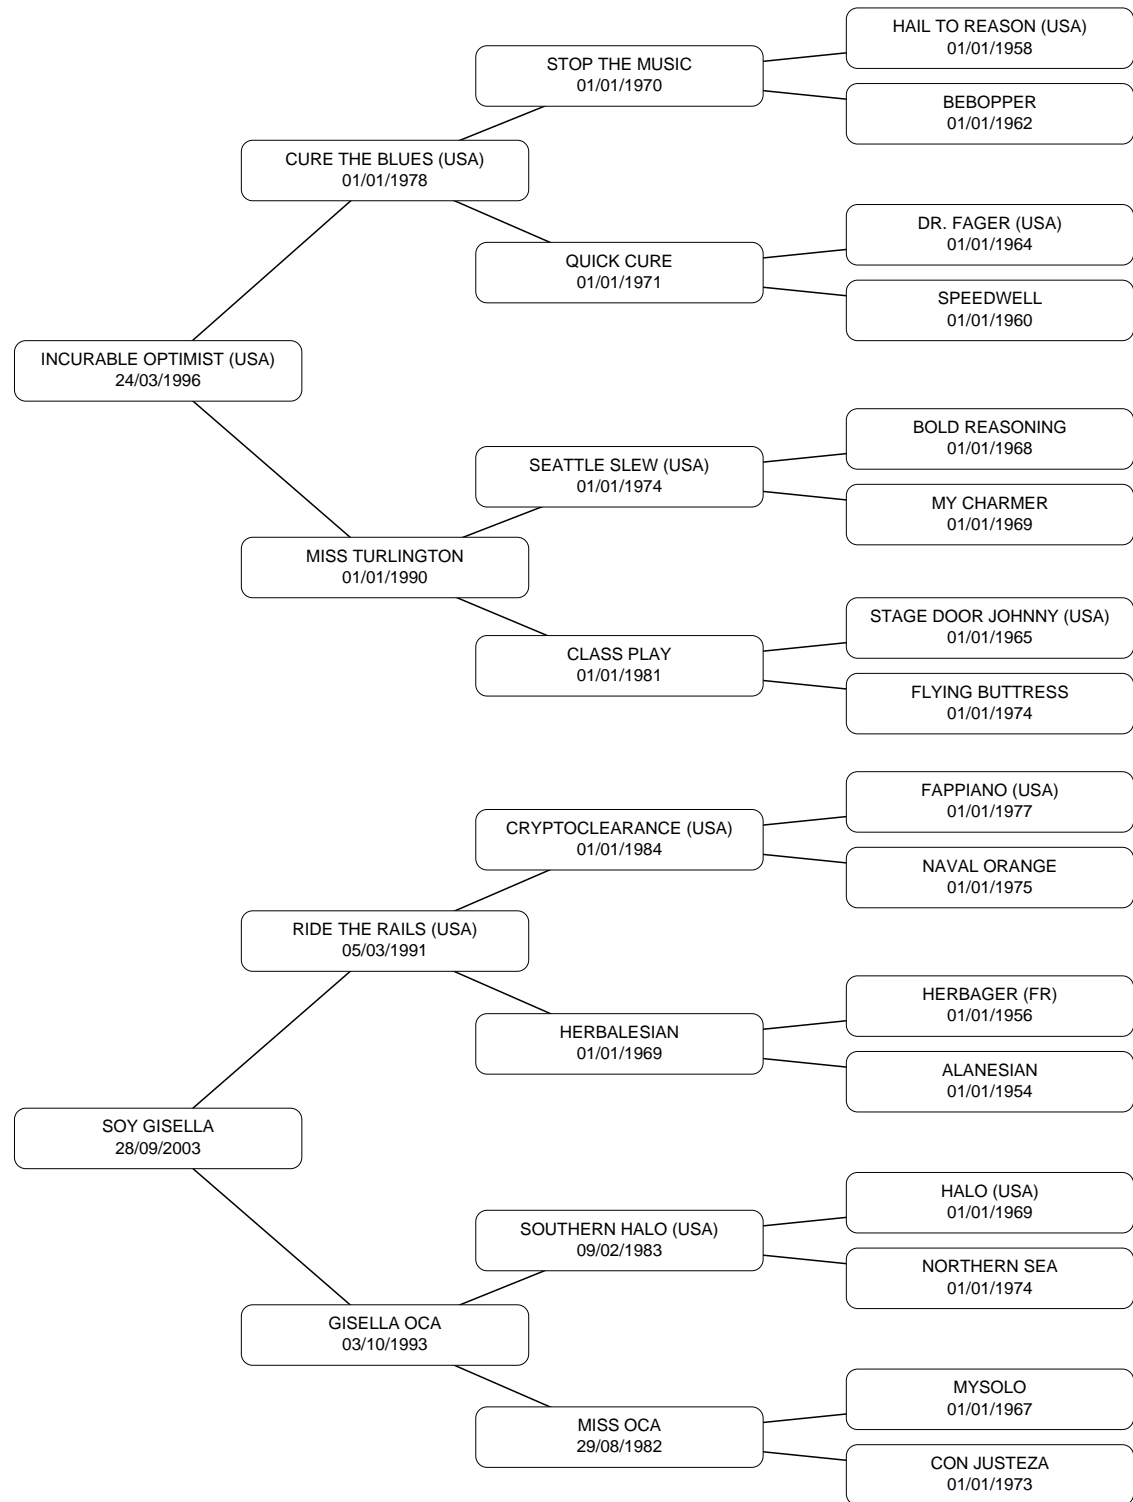 HAIL TO REASON (USA)
01/01/1958
STOP THE MUSIC
01/01/1970
BEBOPPER
01/01/1962
CURE THE BLUES (USA)
01/01/1978
DR. FAGER (USA)
01/01/1964
QUICK CURE
01/01/1971
SPEEDWELL
01/01/1960
INCURABLE OPTIMIST (USA)
24/03/1996
BOLD REASONING
01/01/1968
SEATTLE SLEW (USA)
01/01/1974
MY CHARMER
01/01/1969
MISS TURLINGTON
01/01/1990
STAGE DOOR JOHNNY (USA)
01/01/1965
CLASS PLAY
01/01/1981
FLYING BUTTRESS
01/01/1974
FAPPIANO (USA)
01/01/1977
CRYPTOCLEARANCE (USA)
01/01/1984
NAVAL ORANGE
01/01/1975
RIDE THE RAILS (USA)
05/03/1991
HERBAGER (FR)
01/01/1956
HERBALESIAN
01/01/1969
ALANESIAN
01/01/1954
SOY GISELLA
28/09/2003
HALO (USA)
01/01/1969
SOUTHERN HALO (USA)
09/02/1983
NORTHERN SEA
01/01/1974
GISELLA OCA
03/10/1993
MYSOLO
01/01/1967
MISS OCA
29/08/1982
CON JUSTEZA
01/01/1973